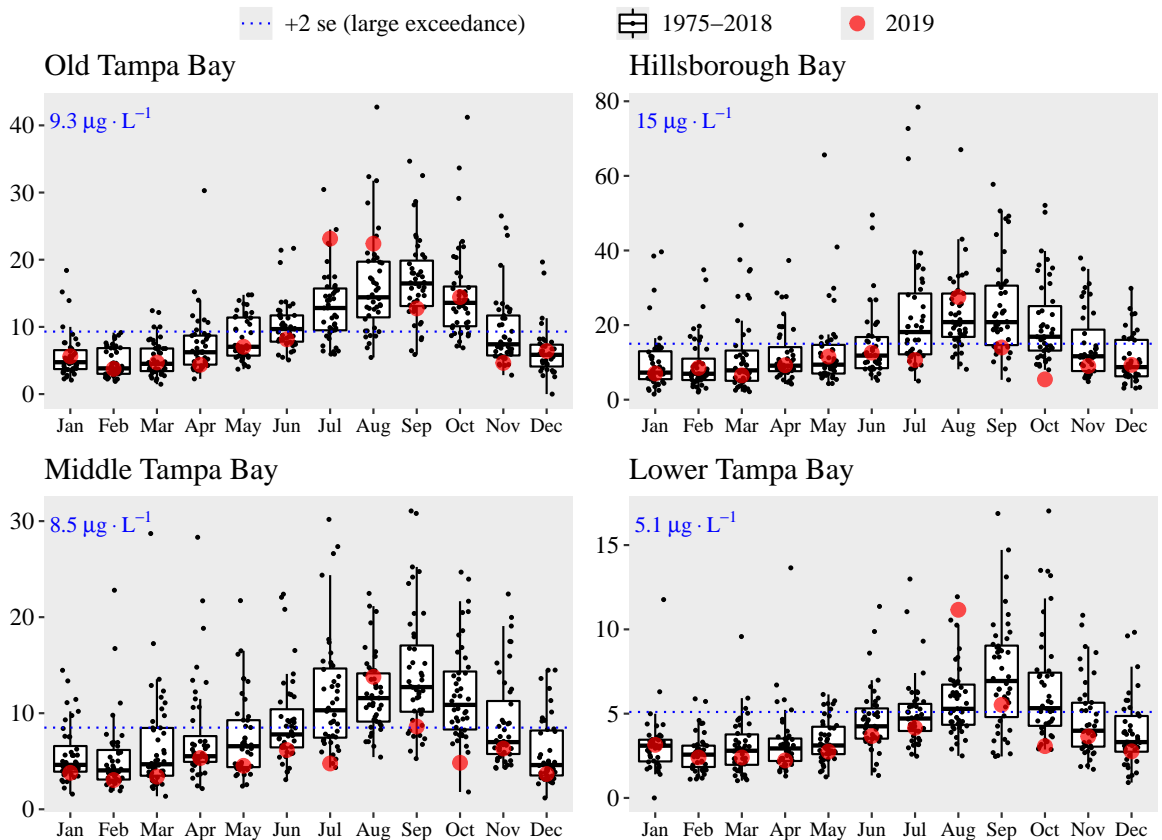 +2 se (large exceedance) 1975–2018 2019
Old Tampa Bay
9.3 μg · L⁻¹
40
30
20
10
0
Jan Feb Mar Apr May Jun Jul Aug Sep Oct Nov Dec
Hillsborough Bay
15 μg · L⁻¹
80
60
40
20
0
Jan Feb Mar Apr May Jun Jul Aug Sep Oct Nov Dec
Middle Tampa Bay
8.5 μg · L⁻¹
30
20
10
0
Jan Feb Mar Apr May Jun Jul Aug Sep Oct Nov Dec
Lower Tampa Bay
5.1 μg · L⁻¹
15
10
5
0
Jan Feb Mar Apr May Jun Jul Aug Sep Oct Nov Dec